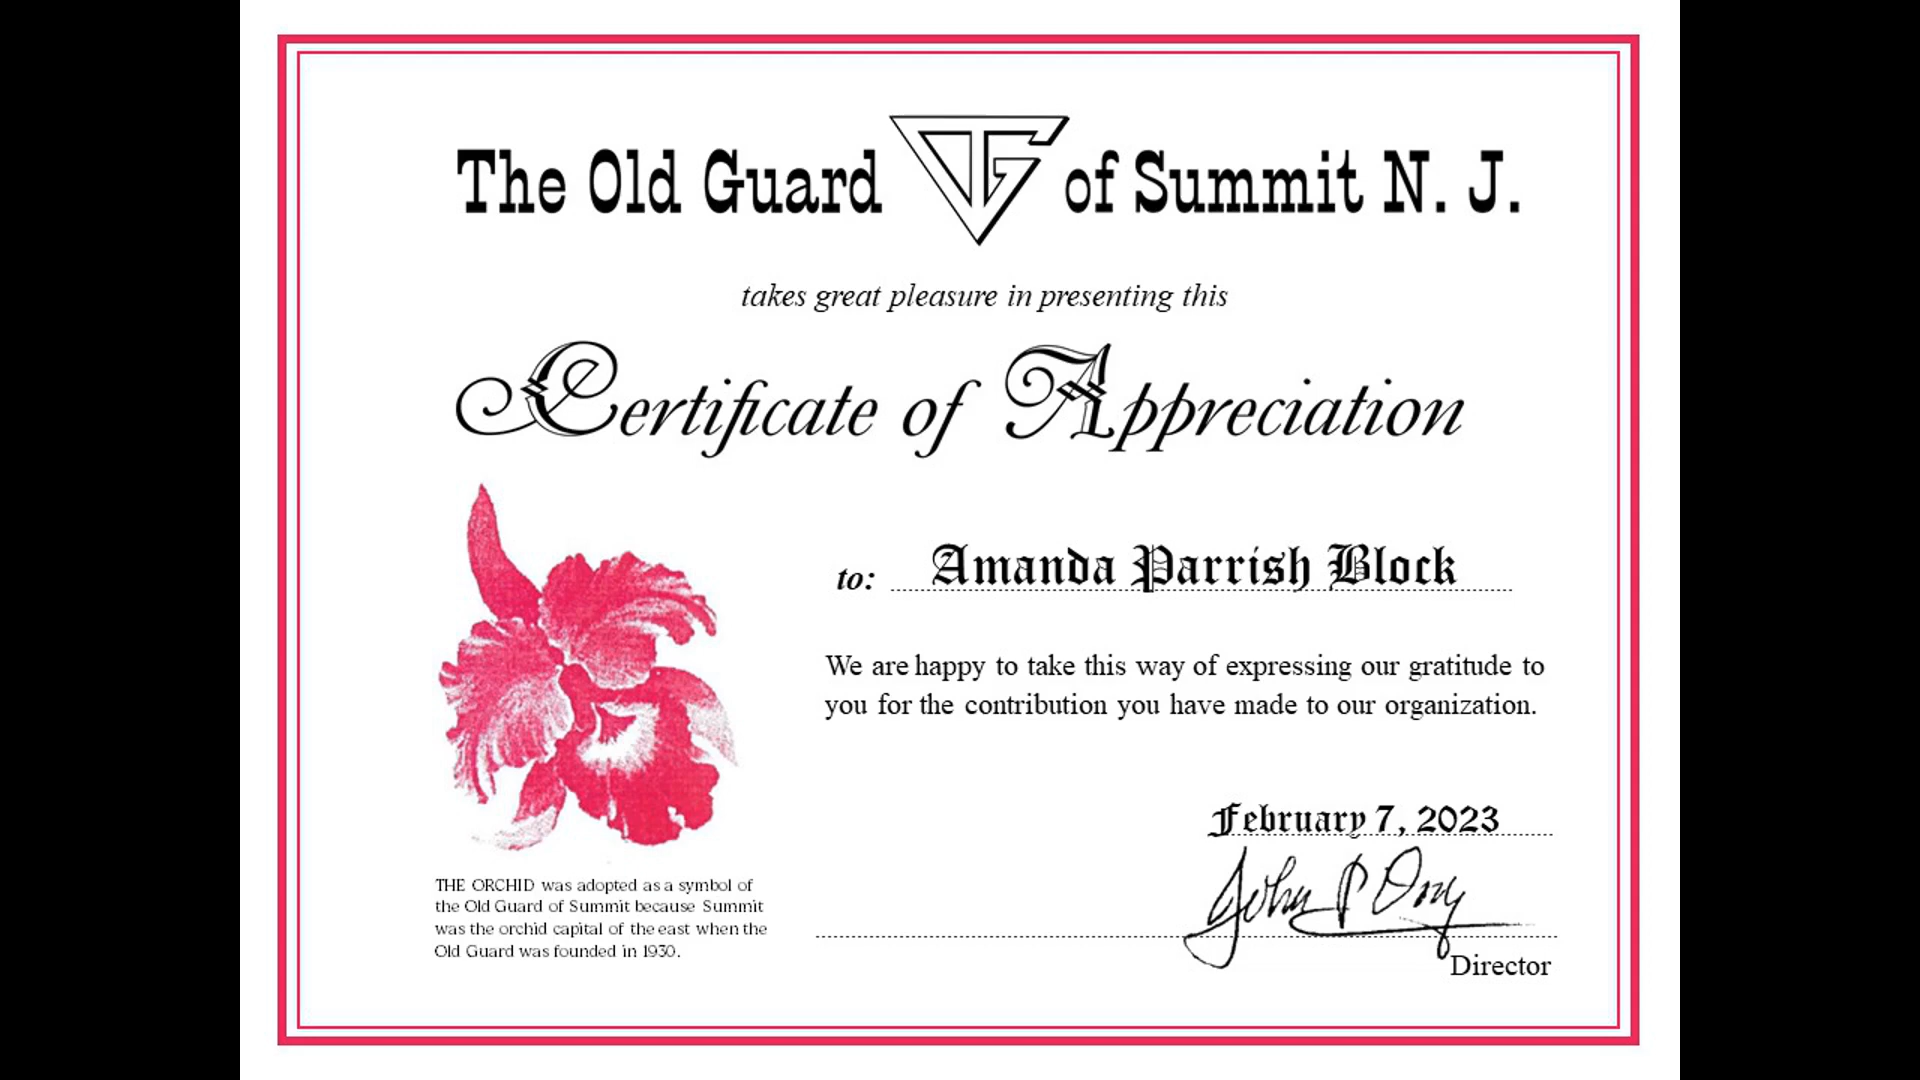 The Old Guard of Summit N. J.
takes great pleasure in presenting this
Certificate of Appreciation
to: Amanda Parrish Block
We are happy to take this way of expressing our gratitude to
you for the contribution you have made to our organization.
February 7, 2023
John P
Director
THE ORCHID was adopted as a symbol of
the Old Guard of Summit because Summit
was the orchid capital of the east when the
Old Guard was founded in 1930.